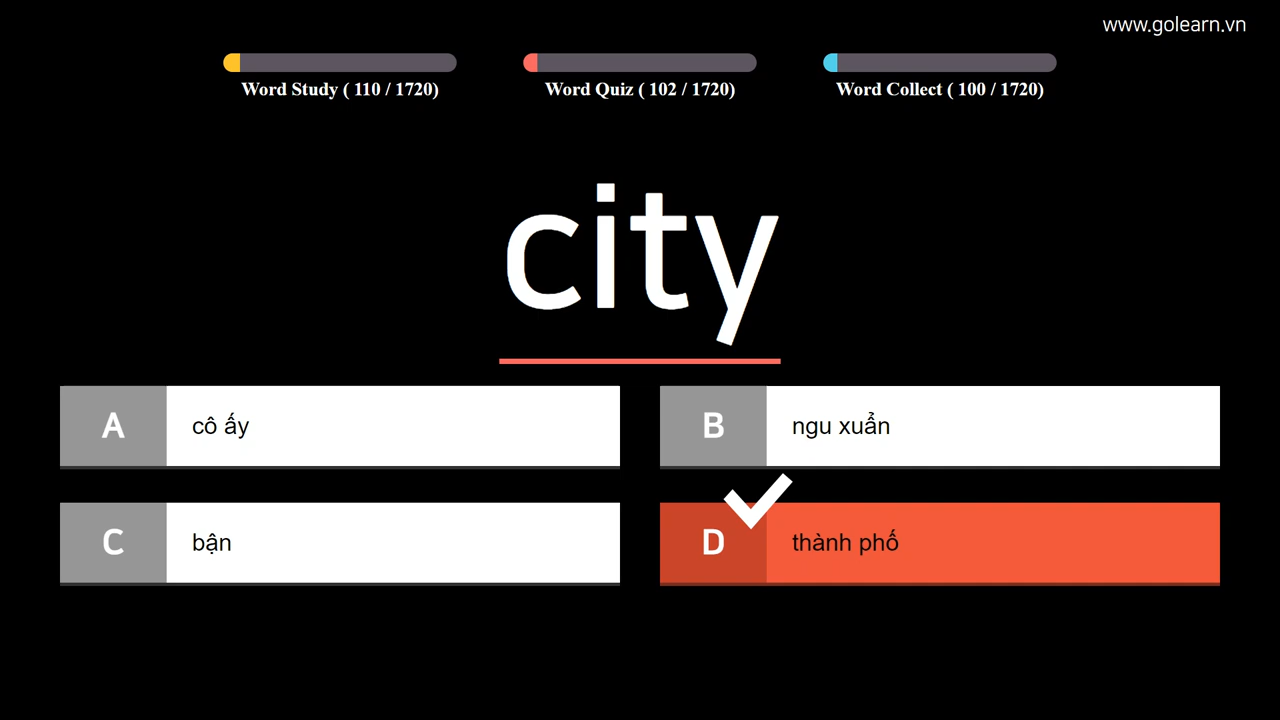 www.golearn.vn
Word Study ( 110 / 1720)
Word Quiz ( 102 / 1720)
Word Collect ( 100 / 1720)
city
A cô ấy
B ngu xuẩn
C bận
D thành phố